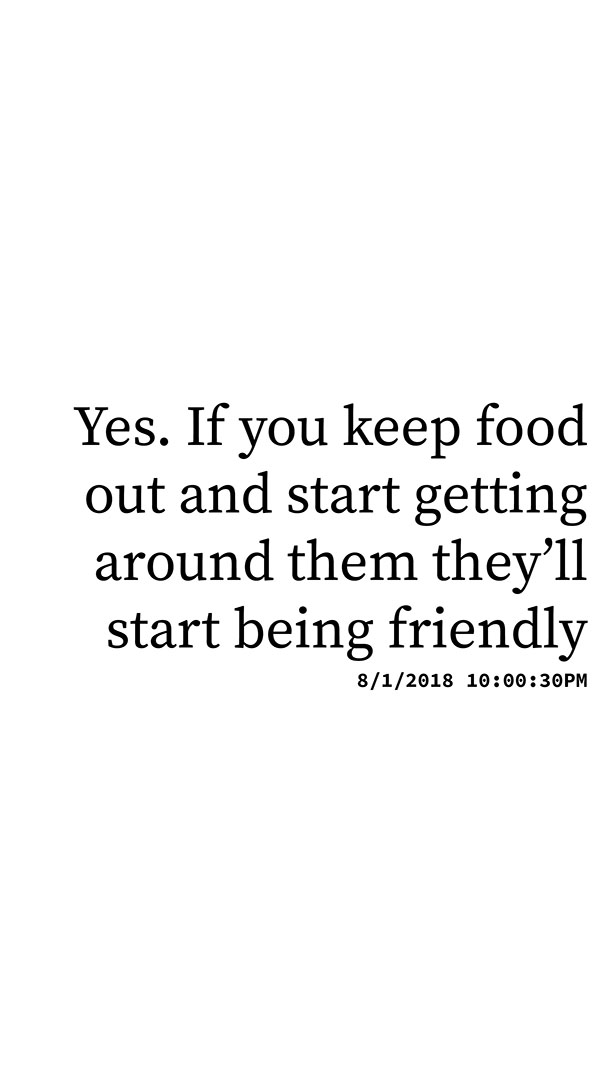 Yes. If you keep food
out and start getting
around them they’ll
start being friendly
8/1/2018 10:00:30PM